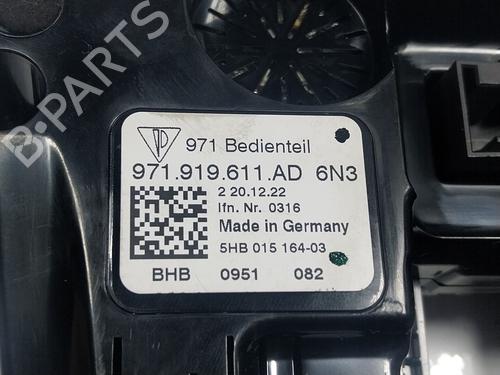 971 Bedienteil
971.919.611.AD 6N3
2 20.12.22
lfn. Nr. 0316
Made in Germany
5HB 015 164-03
BHB 0951 082
B-PARTS